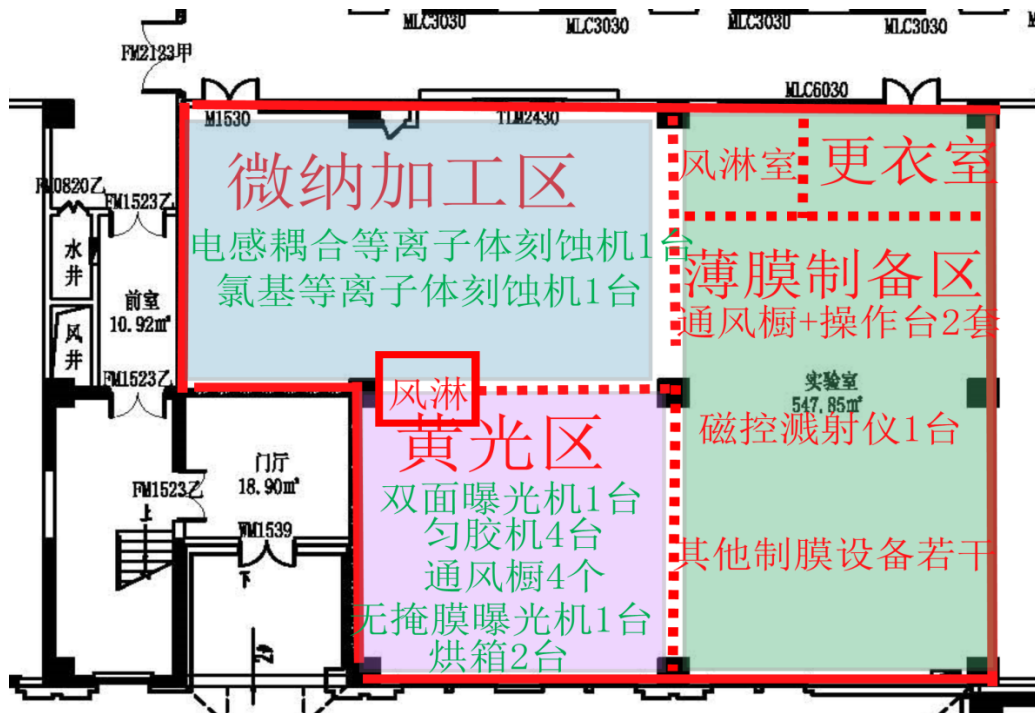 MLC3030
MLC3030
MLC3030
MLC3030
FM2123甲
MLC6030
M1530
TLM2430
微纳加工区
电感耦合等离子体刻蚀机1台
氯基等离子体刻蚀机1台
风淋室
更衣室
薄膜制备区
通风橱+操作台2套
实验室
547.85㎡
磁控溅射仪1台
其他制膜设备若干
FM0820乙
FM1523乙
水井
前室
10.92㎡
风井
FM1523乙
风淋
黄光区
双面曝光机1台
匀胶机4台
通风橱4个
无掩膜曝光机1台
烘箱2台
门厅
18.90㎡
FM1523乙
上
WM1539
下
2#